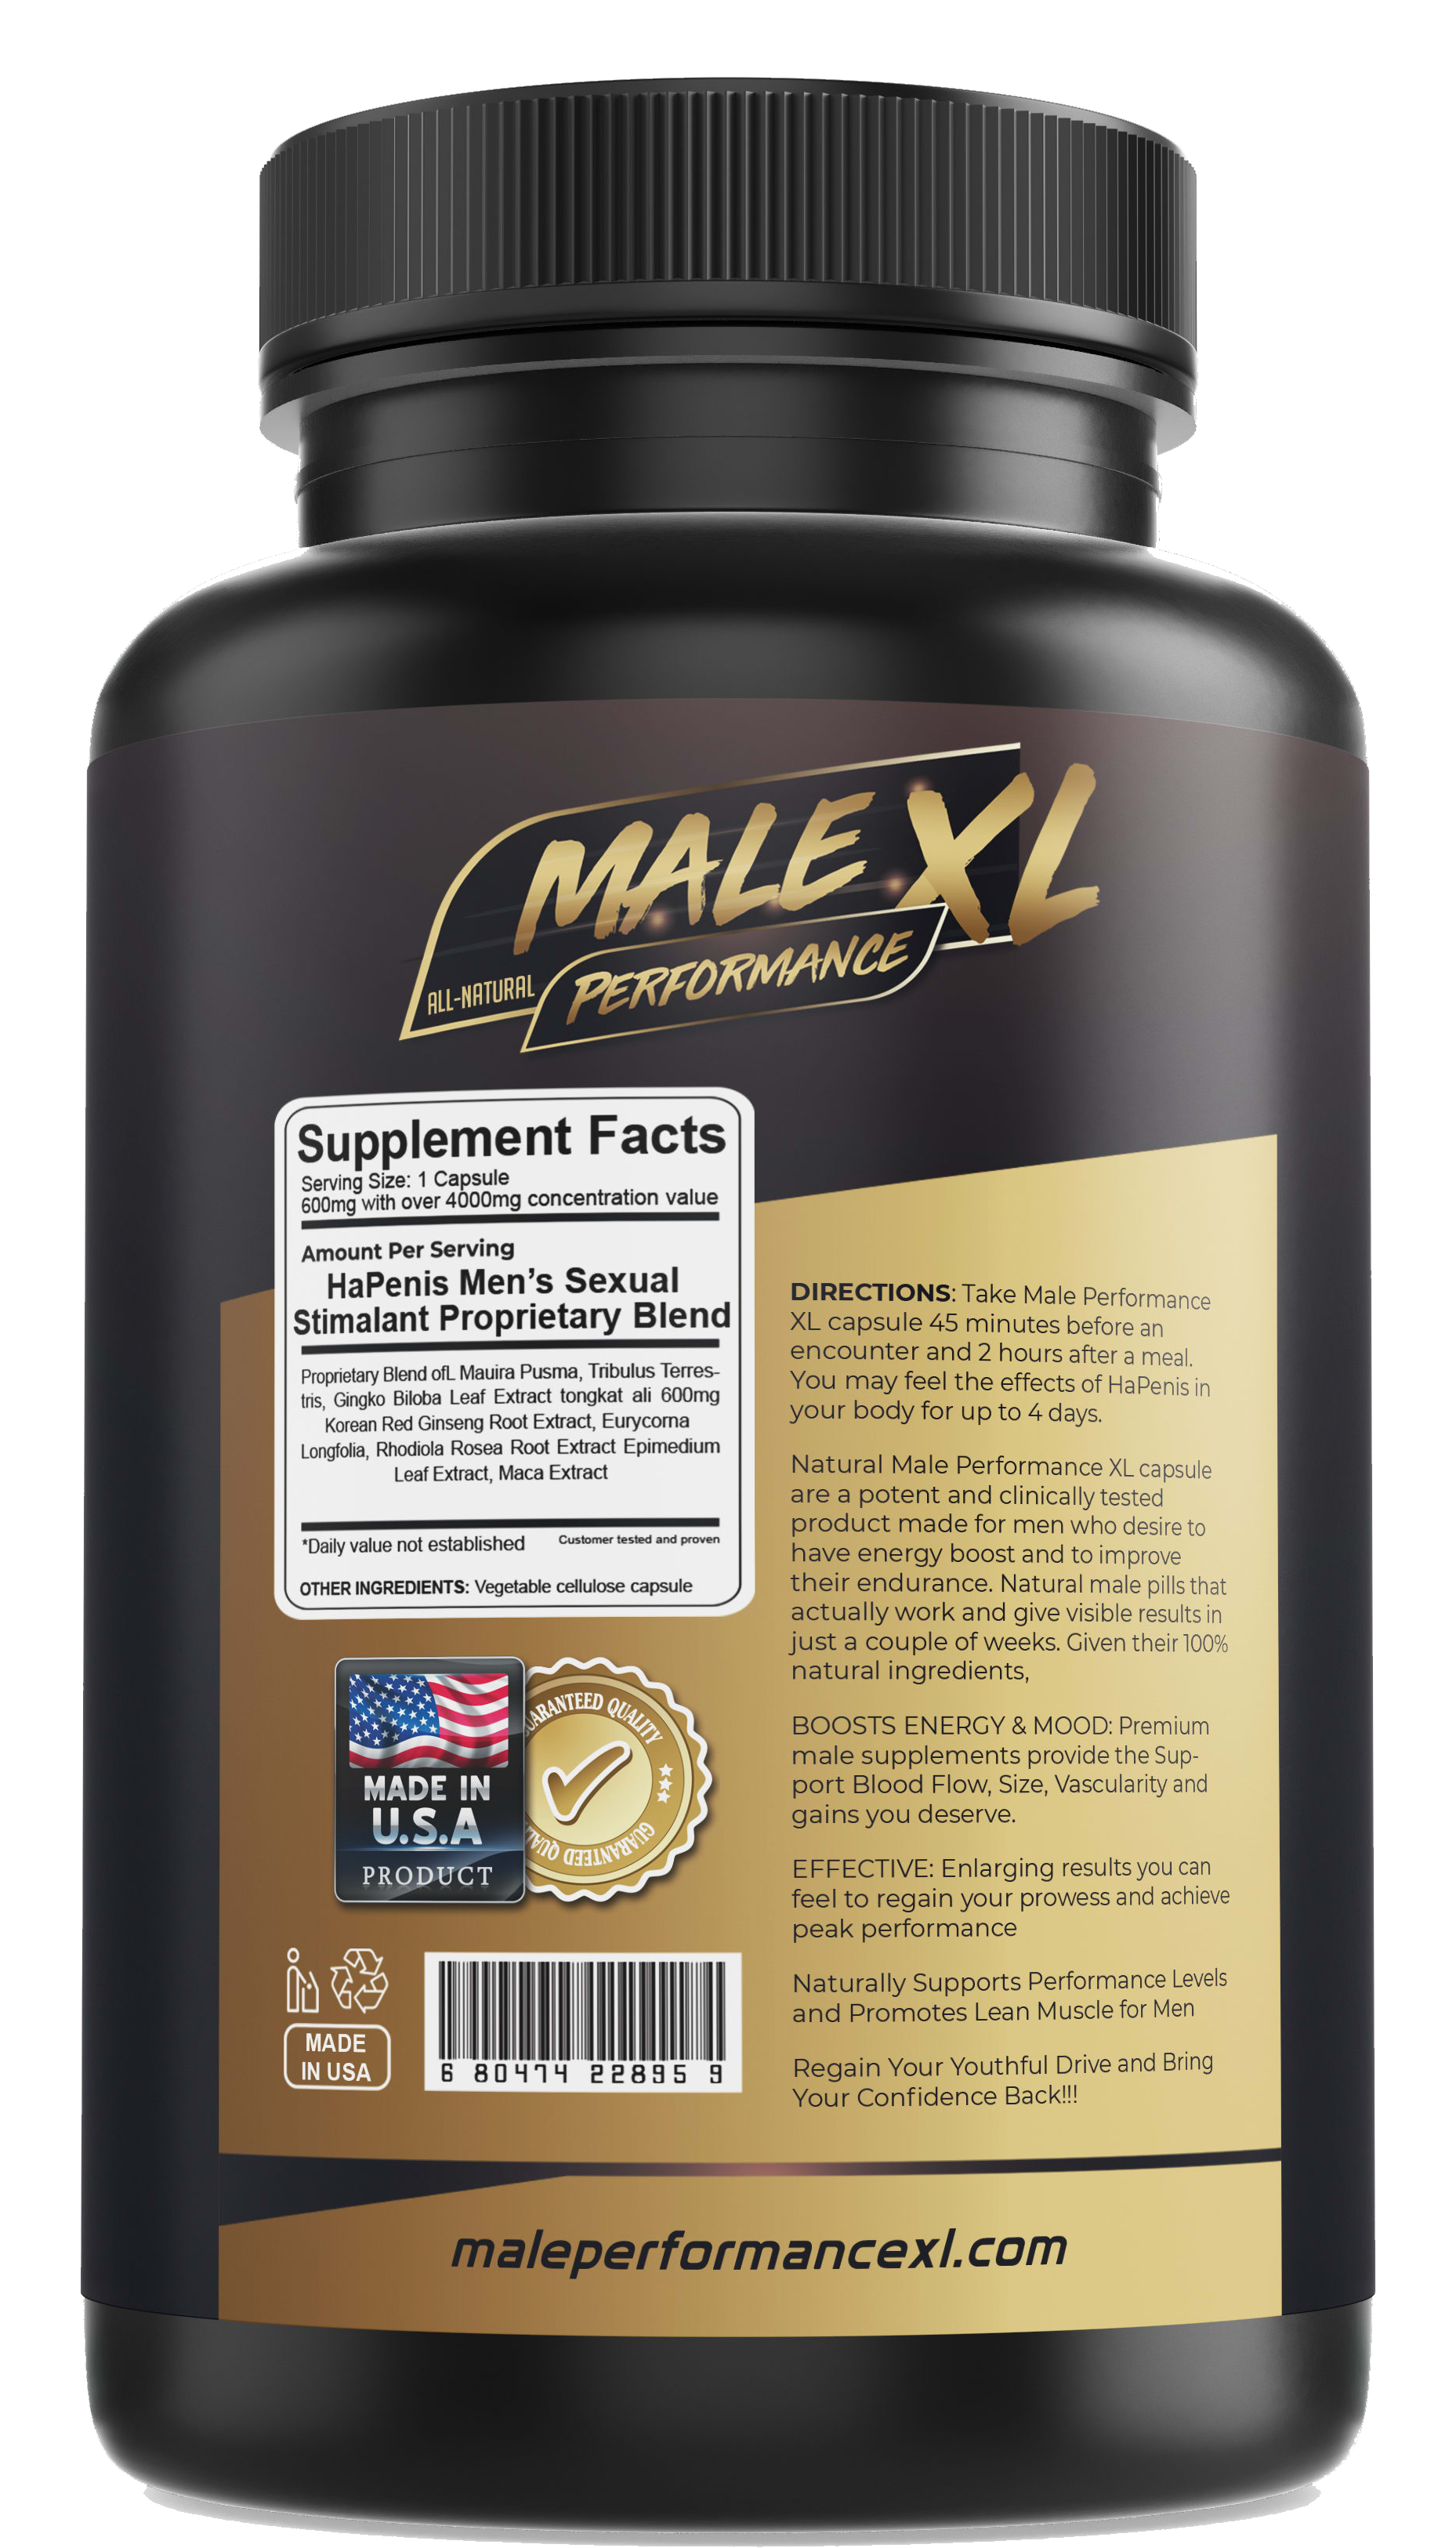 MALE XL
ALL-NATURAL
PERFORMANCE
Supplement Facts
Serving Size: 1 Capsule
600mg with over 4000mg concentration value
Amount Per Serving
HaPenis Men’s Sexual
Stimalant Proprietary Blend
Proprietary Blend ofL Mauira Pusma, Tribulus Terres-
tris, Gingko Biloba Leaf Extract tongkat ali 600mg
Korean Red Ginseng Root Extract, Eurycoma
Longfolia, Rhodiola Rosea Root Extract Epimedium
Leaf Extract, Maca Extract
*Daily value not established
Customer tested and proven
OTHER INGREDIENTS: Vegetable cellulose capsule
MADE IN
U.S.A
PRODUCT
GUARANTEED QUALITY
GUARANTEED
MADE
IN USA
6 80474 22895 9
DIRECTIONS: Take Male Performance
XL capsule 45 minutes before an
encounter and 2 hours after a meal.
You may feel the effects of HaPenis in
your body for up to 4 days.
Natural Male Performance XL capsule
are a potent and clinically tested
product made for men who desire to
have energy boost and to improve
their endurance. Natural male pills that
actually work and give visible results in
just a couple of weeks. Given their 100%
natural ingredients,
BOOSTS ENERGY & MOOD: Premium
male supplements provide the Sup-
port Blood Flow, Size, Vascularity and
gains you deserve.
EFFECTIVE: Enlarging results you can
feel to regain your prowess and achieve
peak performance
Naturally Supports Performance Levels
and Promotes Lean Muscle for Men
Regain Your Youthful Drive and Bring
Your Confidence Back!!!
maleperformancexl.com